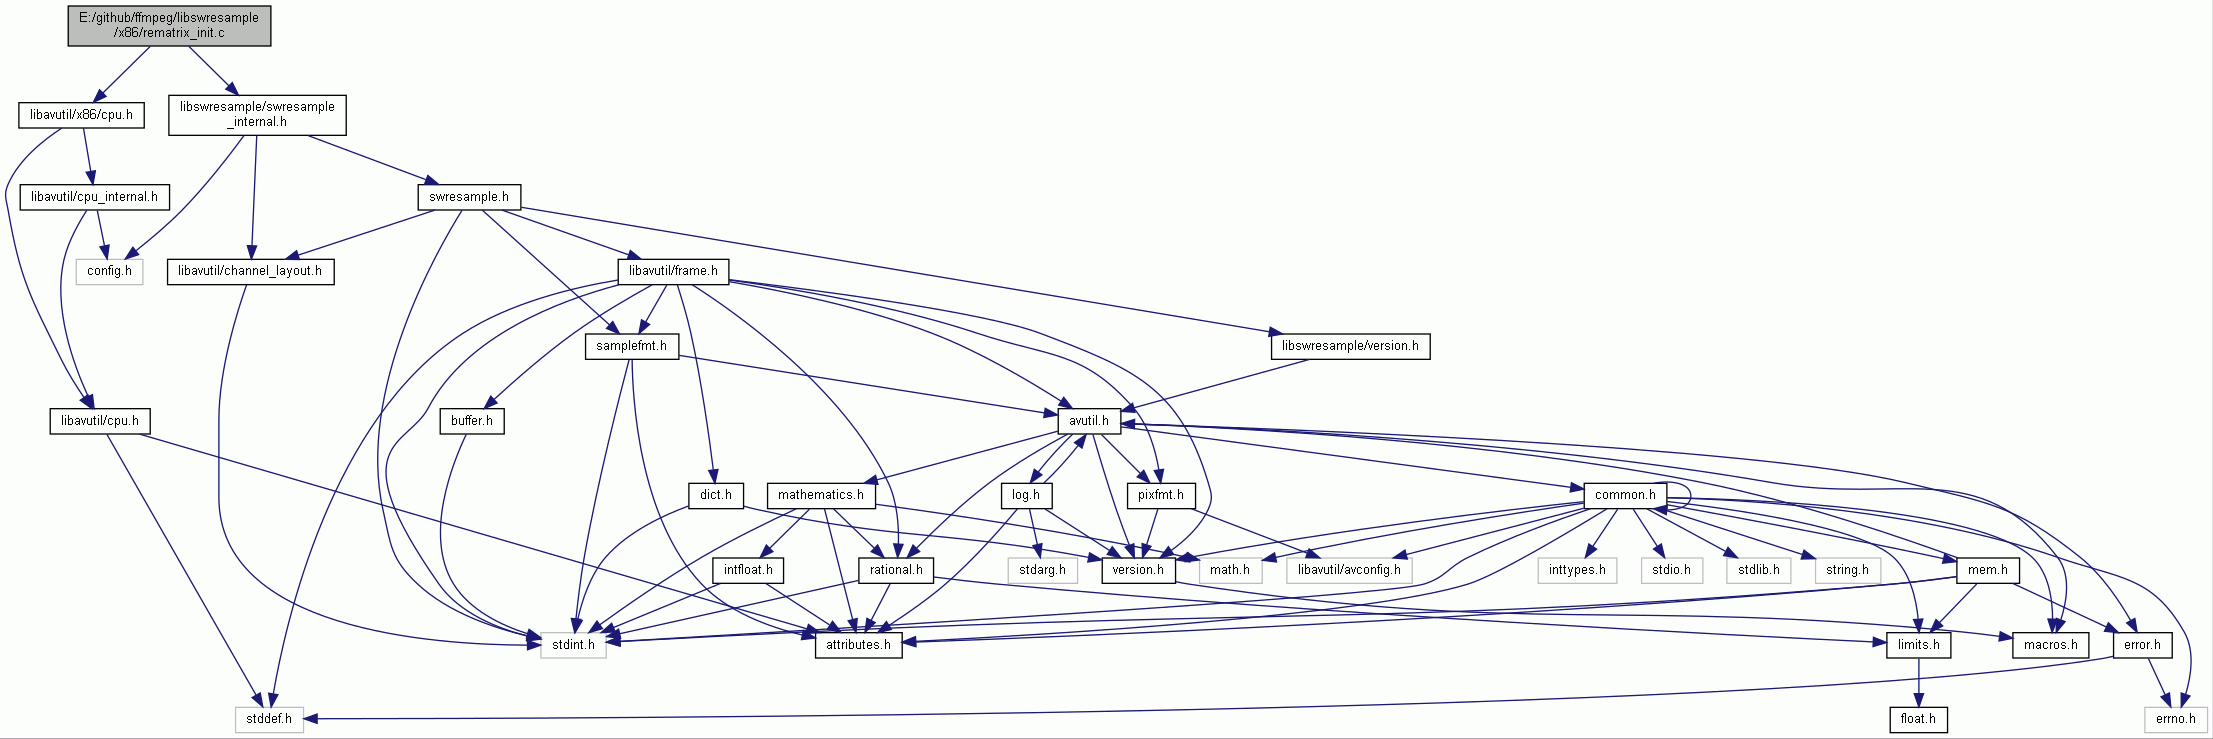 E:/github/ffmpeg/libswresample
/x86/rematrix_init.c
libavutil/x86/cpu.h
libswresample/swresample
_internal.h
libavutil/cpu_internal.h
swresample.h
config.h
libavutil/channel_layout.h
libavutil/frame.h
samplefmt.h
libswresample/version.h
libavutil/cpu.h
buffer.h
avutil.h
dict.h
mathematics.h
log.h
pixfmt.h
common.h
intfloat.h
rational.h
stdarg.h
version.h
math.h
libavutil/avconfig.h
inttypes.h
stdio.h
stdlib.h
string.h
mem.h
stdint.h
attributes.h
limits.h
macros.h
error.h
stddef.h
float.h
errno.h